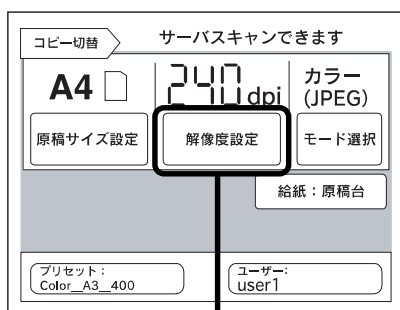 コピー切替
サーバスキャンできます
A4
240 dpi
カラー
(JPEG)
原稿サイズ設定
解像度設定
モード選択
給紙：原稿台
プリセット：
Color__A3__400
ユーザー:
user1